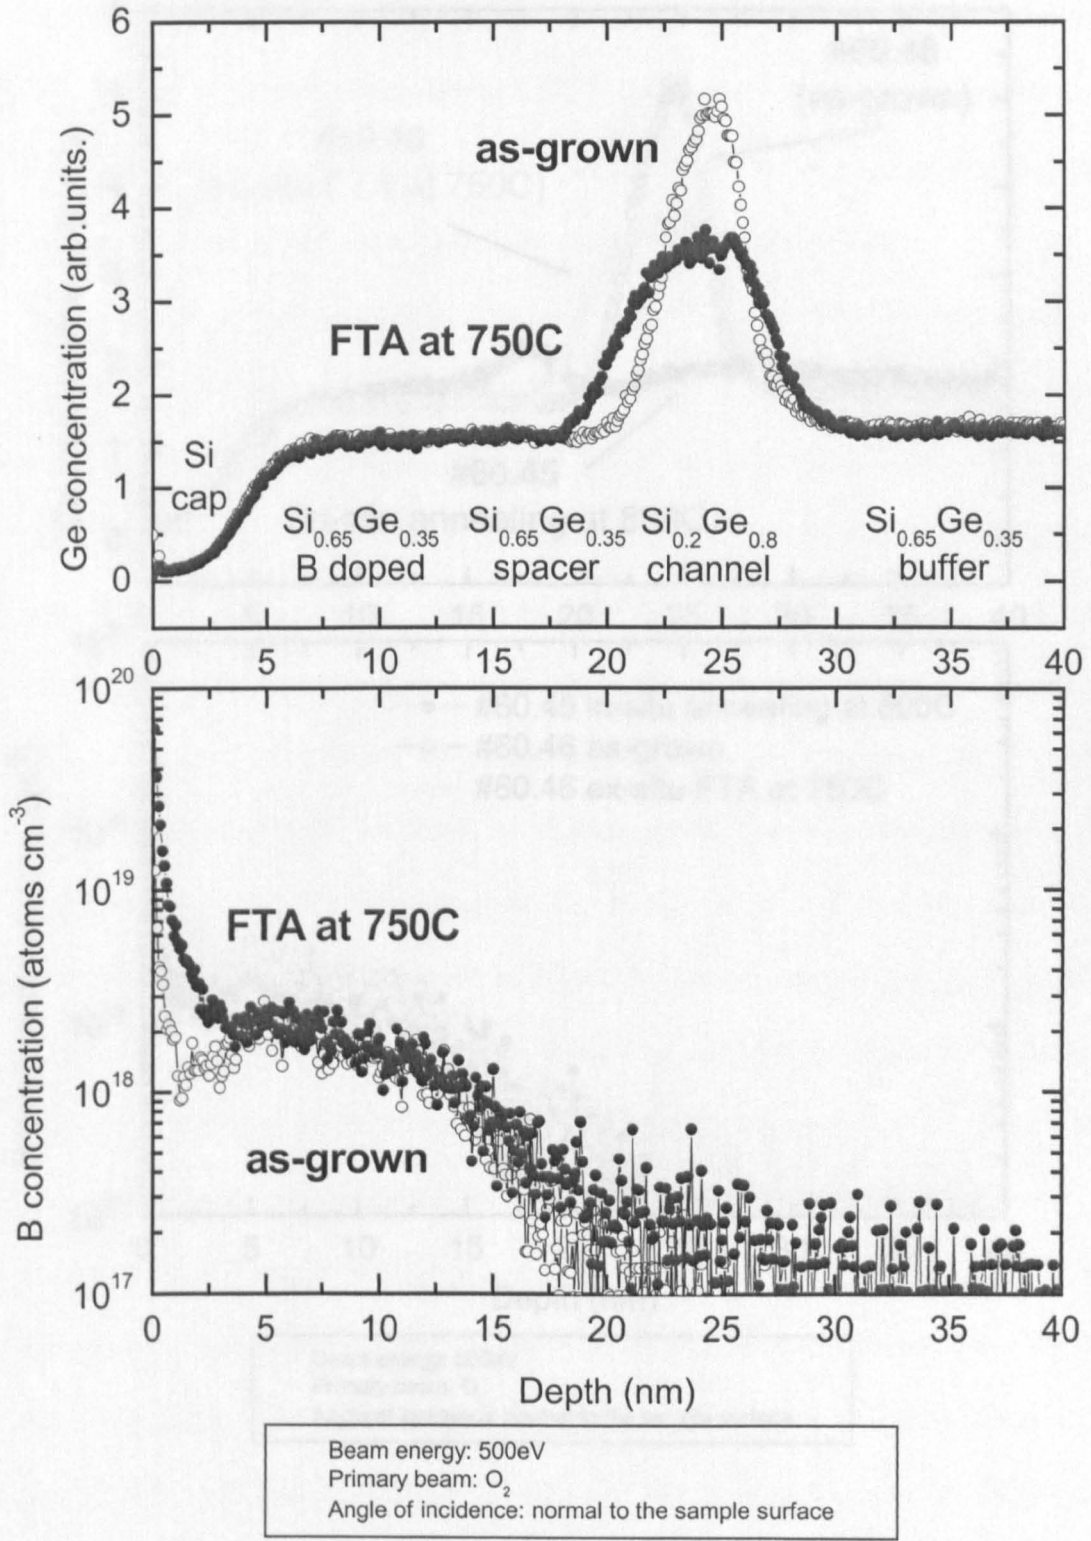 6
5
4
3
2
1
0
Ge concentration (arb.units.)
as-grown
FTA at 750C
Si
cap
Si0.65Ge0.35
B doped
Si0.65Ge0.35
spacer
Si0.2Ge0.8
channel
Si0.65Ge0.35
buffer
0 5 10 15 20 25 30 35 40
10^20
10^19
10^18
10^17
B concentration (atoms cm^-3)
FTA at 750C
as-grown
0 5 10 15 20 25 30 35 40
Depth (nm)
Beam energy: 500eV
Primary beam: O2
Angle of incidence: normal to the sample surface